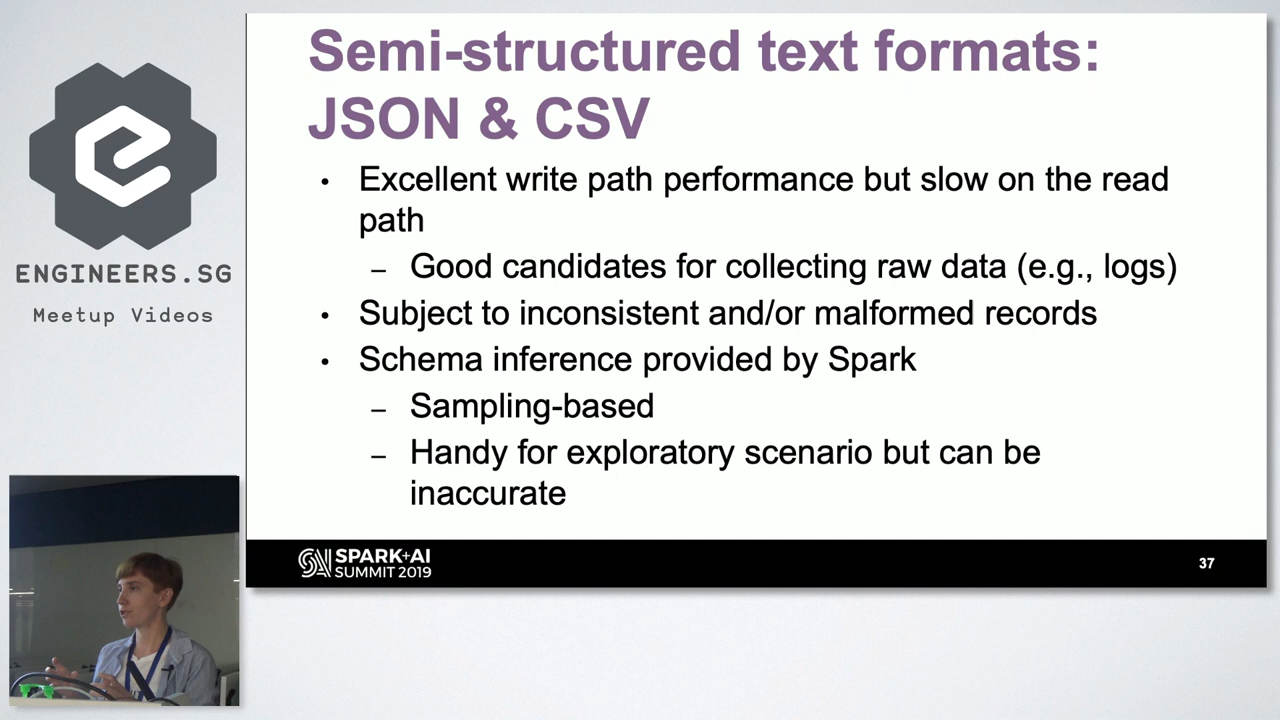 Semi-structured text formats:
JSON & CSV
• Excellent write path performance but slow on the read
path
– Good candidates for collecting raw data (e.g., logs)
• Subject to inconsistent and/or malformed records
• Schema inference provided by Spark
– Sampling-based
– Handy for exploratory scenario but can be
inaccurate
SPARK+AI
SUMMIT 2019
37
ENGINEERS.SG
Meetup Videos